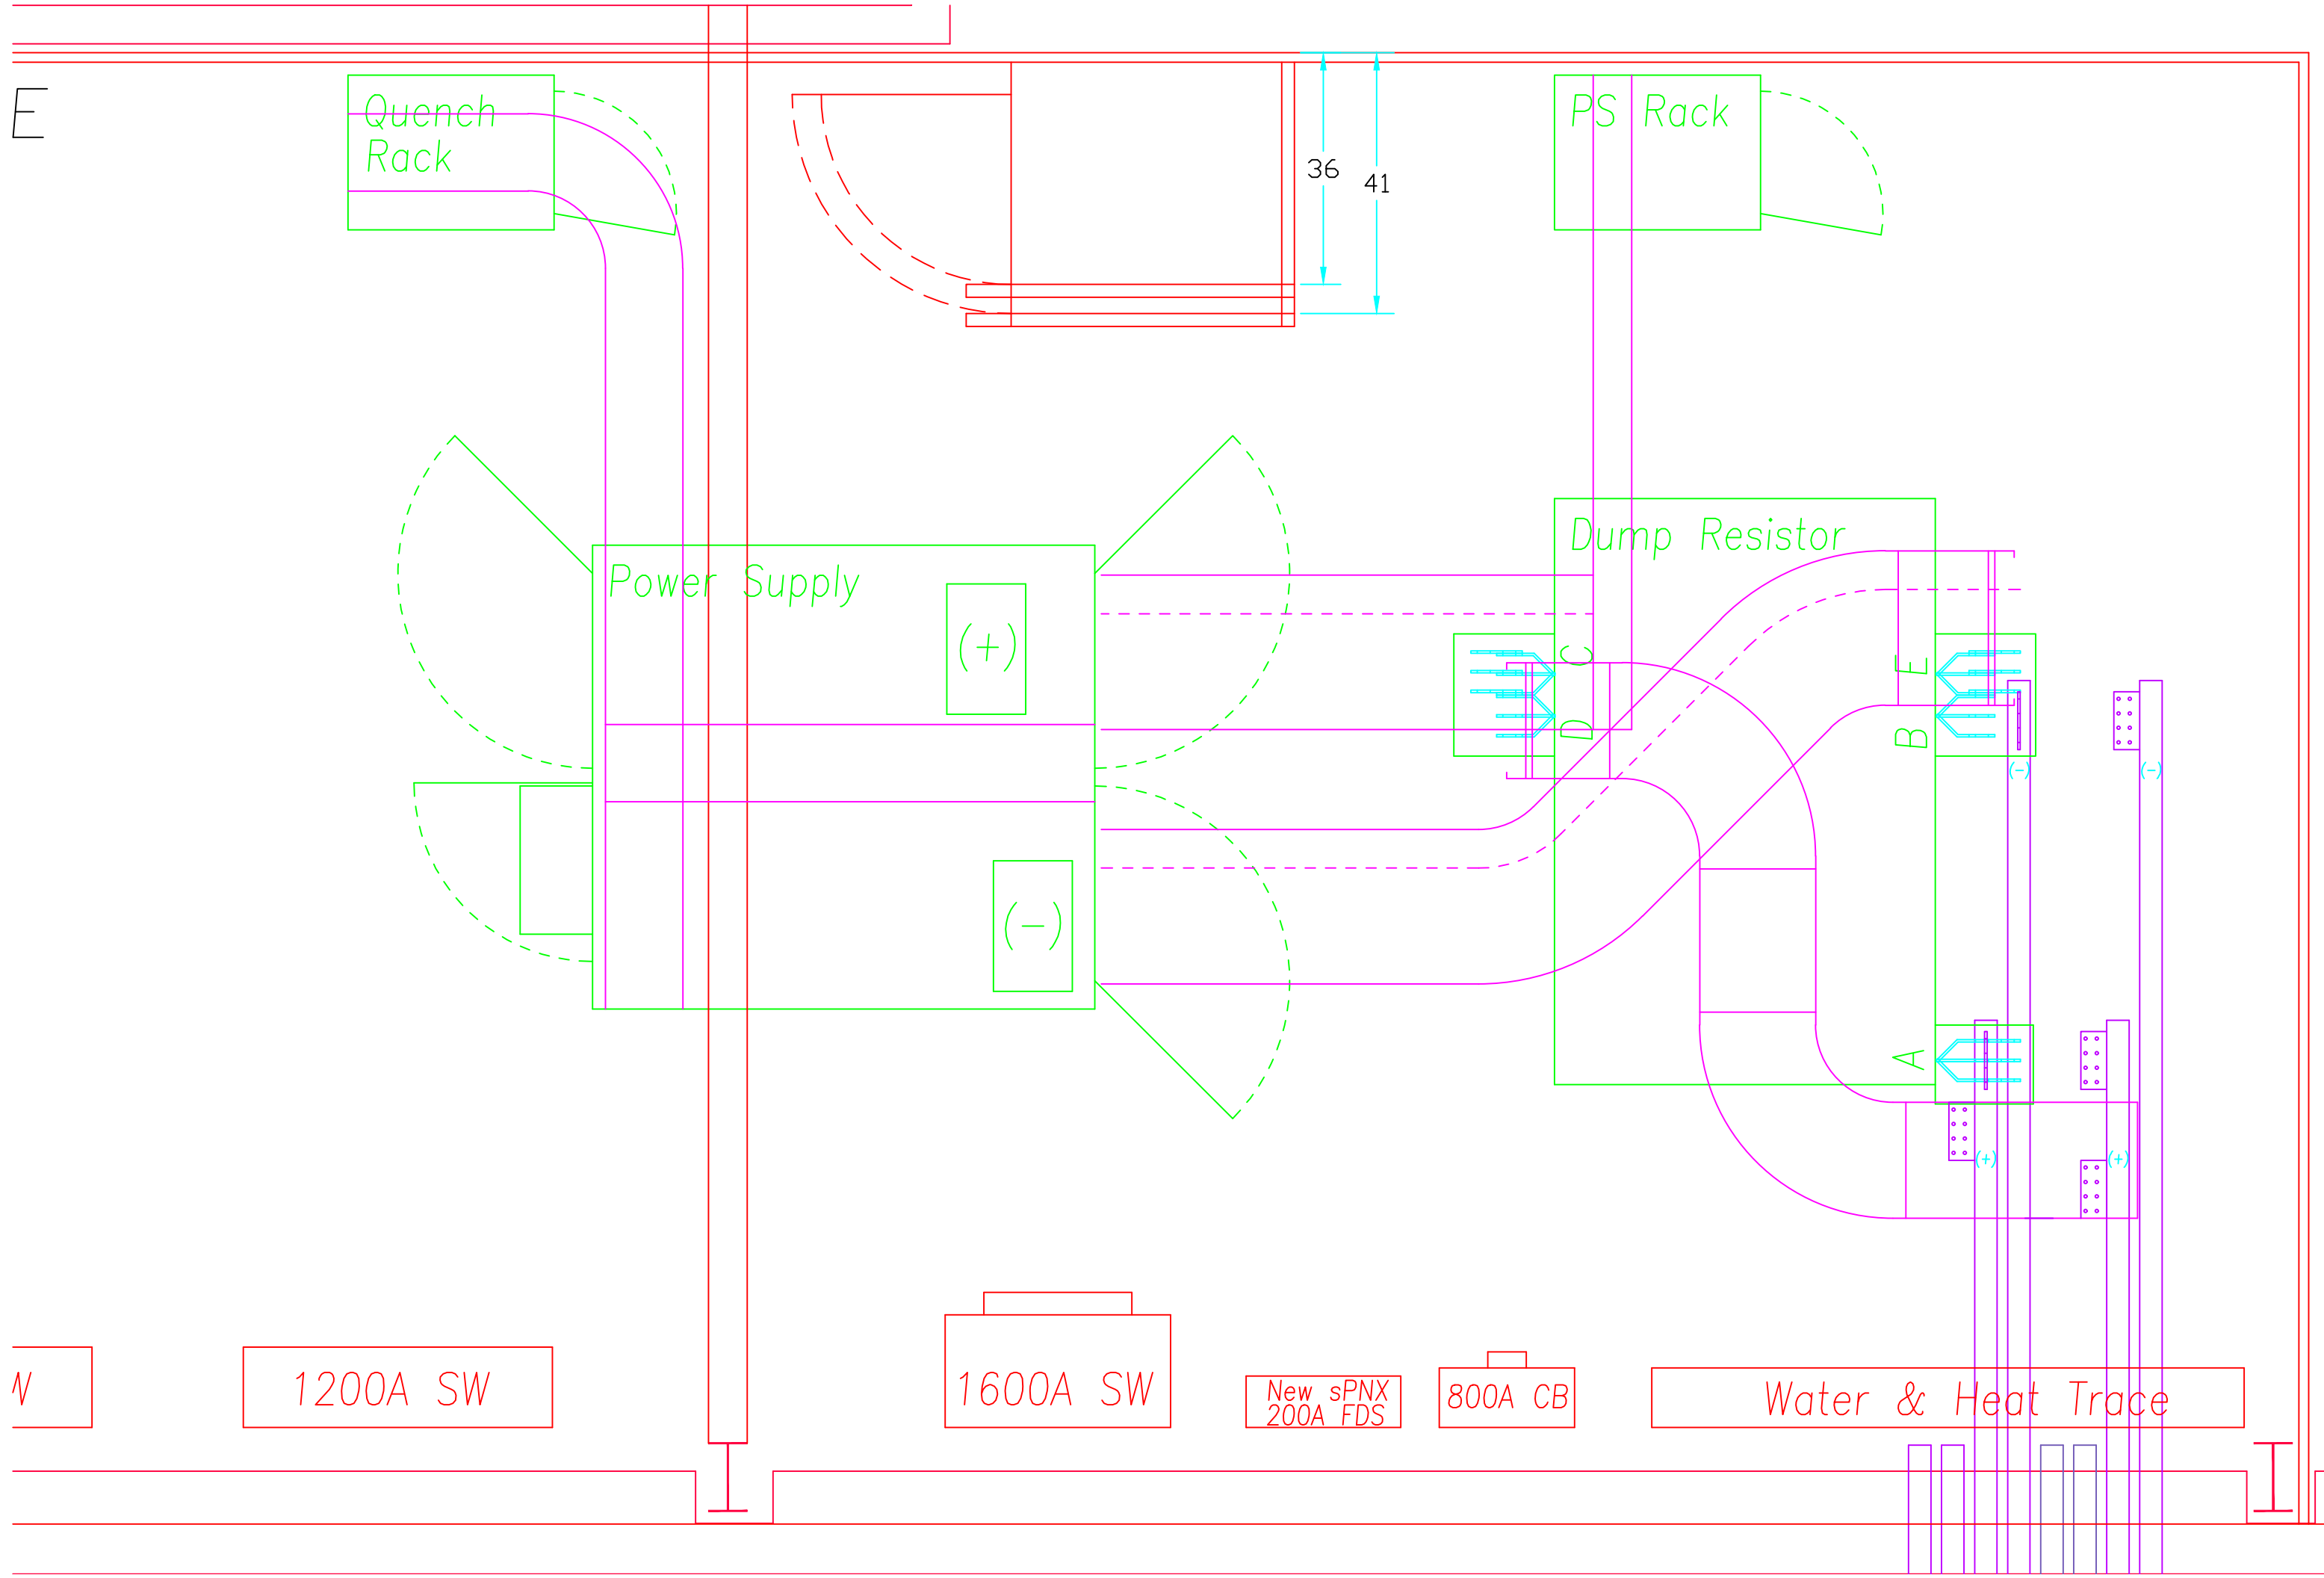 E
Quench
Rack
36
41
PS Rack
Power Supply
(+)
(-)
Dump Resistor
C
D
E
B
A
(-)
(-)
(+)
(+)
W
1200A SW
1600A SW
New sPNX
200A FDS
800A CB
Water & Heat Trace